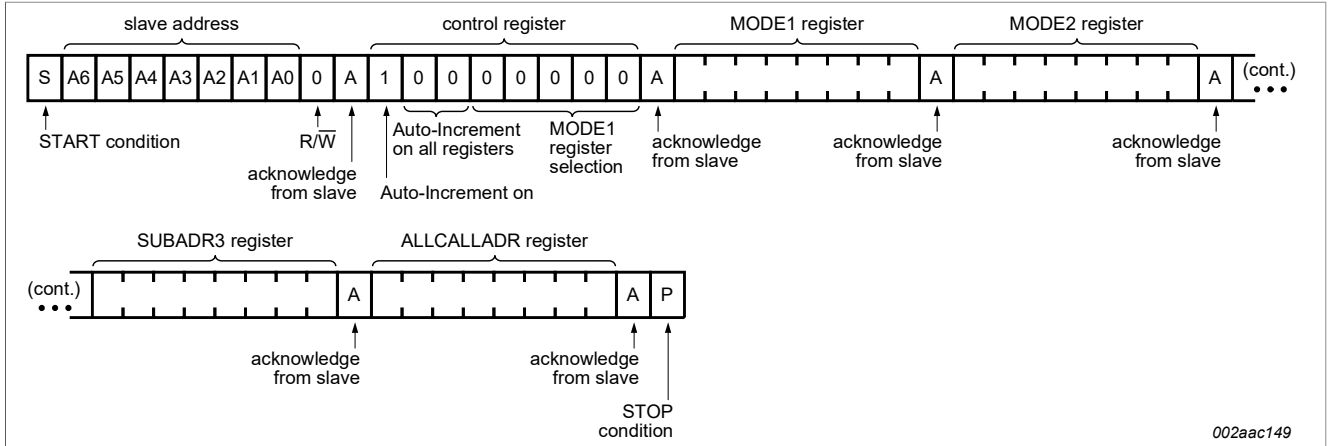 slave address control register MODE1 register MODE2 register
S A6 A5 A4 A3 A2 A1 A0 0 A 1 0 0 0 0 0 0 0 A A A (cont.)
START condition R/W̅ Auto-Increment on all registers MODE1 register selection acknowledge from slave acknowledge from slave acknowledge from slave
acknowledge from slave Auto-Increment on
SUBADR3 register ALLCALLADR register
(cont.) A A P
acknowledge from slave acknowledge from slave
STOP condition
002aac149